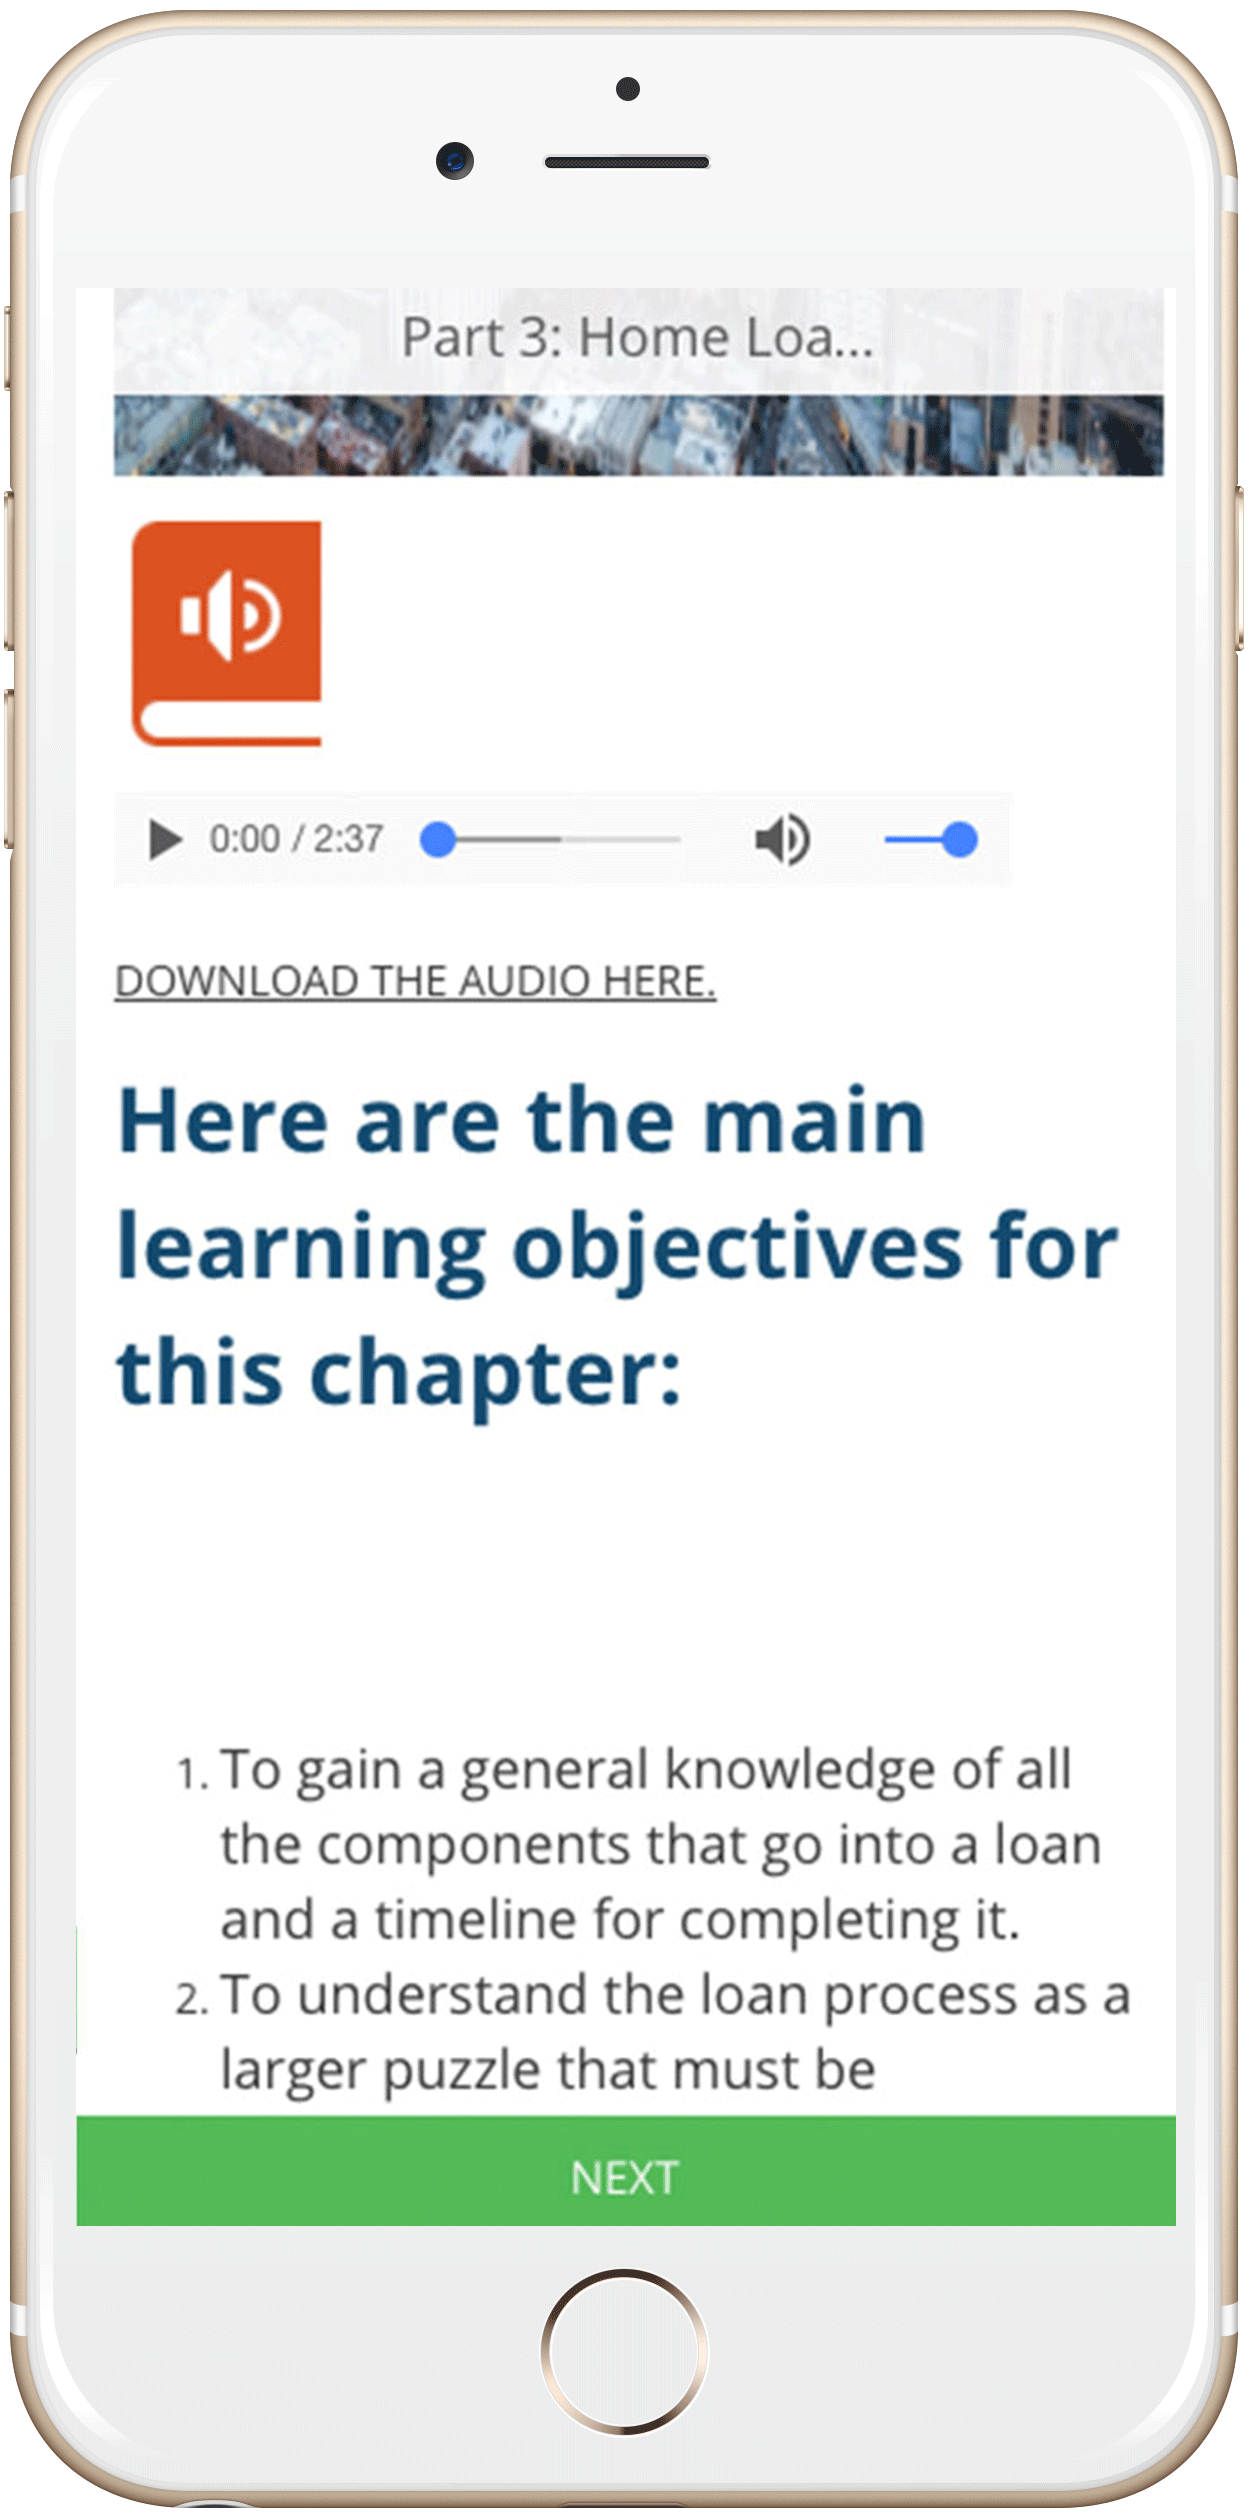 Part 3: Home Loa...
0:00 / 2:37
DOWNLOAD THE AUDIO HERE.
Here are the main
learning objectives for
this chapter:
1. To gain a general knowledge of all
the components that go into a loan
and a timeline for completing it.
2. To understand the loan process as a
larger puzzle that must be
NEXT